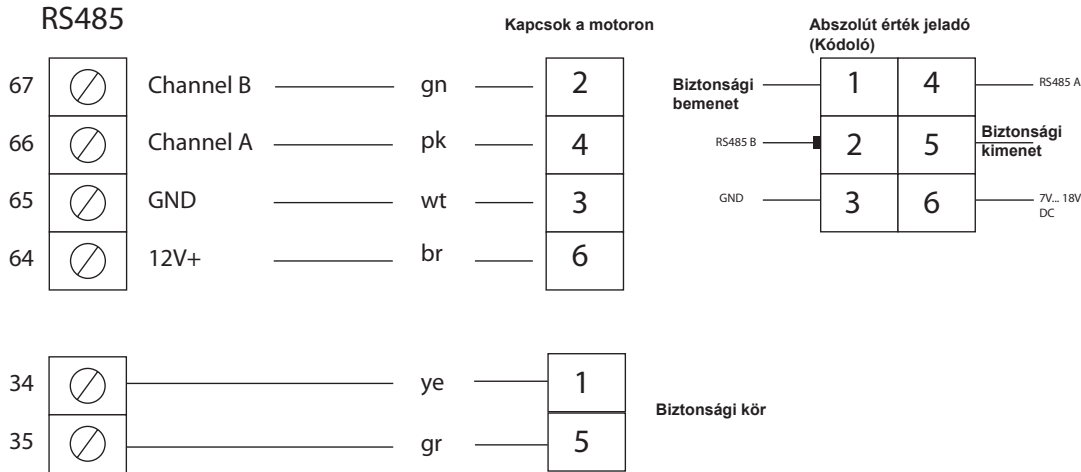 RS485
Kapcsok a motoron
Abszolút érték jeladó
(Kódoló)
67 Channel B gn 2
66 Channel A pk 4
65 GND wt 3
64 12V+ br 6
Biztonsági
bemenet
1 4
RS485 A
RS485 B
2 5
Biztonsági
kimenet
GND
3 6
7V... 18V
DC
34 ye 1
35 gr 5
Biztonsági kör